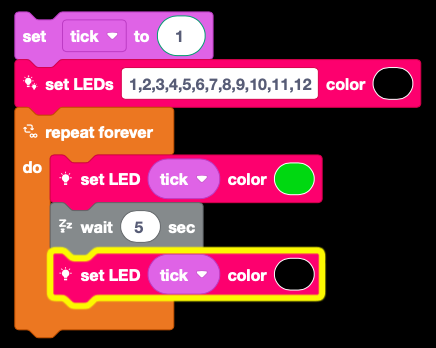 set tick to 1
set LEDs 1,2,3,4,5,6,7,8,9,10,11,12 color
repeat forever
do
set LED tick color
Zz wait 5 sec
set LED tick color